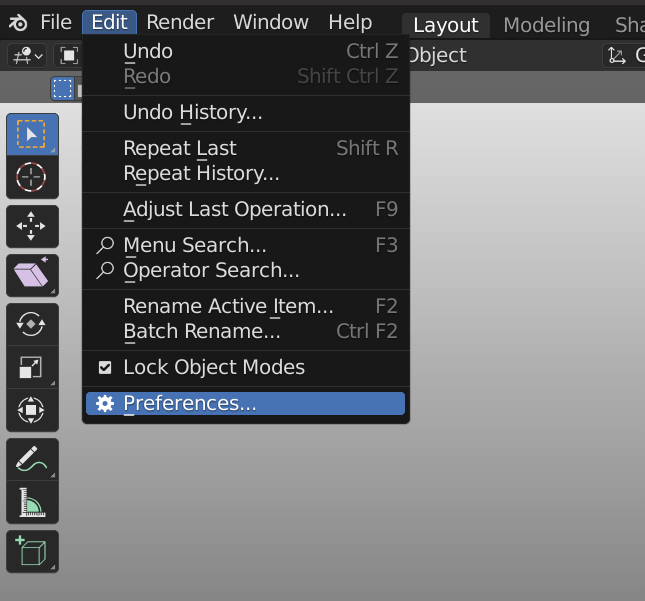 File Edit Render Window Help Layout Modeling Sha
Object G
Undo Ctrl Z
Redo Shift Ctrl Z
Undo History...
Repeat Last Shift R
Repeat History...
Adjust Last Operation... F9
Menu Search... F3
Operator Search...
Rename Active Item... F2
Batch Rename... Ctrl F2
Lock Object Modes
Preferences...